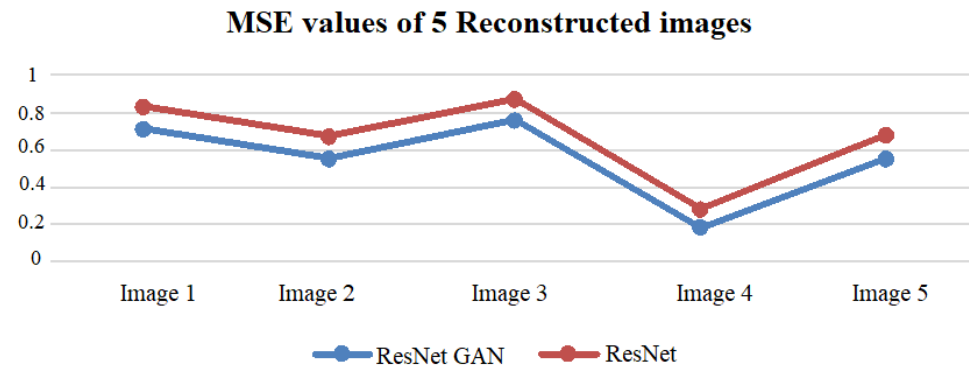 MSE values of 5 Reconstructed images
1
0.8
0.6
0.4
0.2
0
Image 1 Image 2 Image 3 Image 4 Image 5
ResNet GAN ResNet